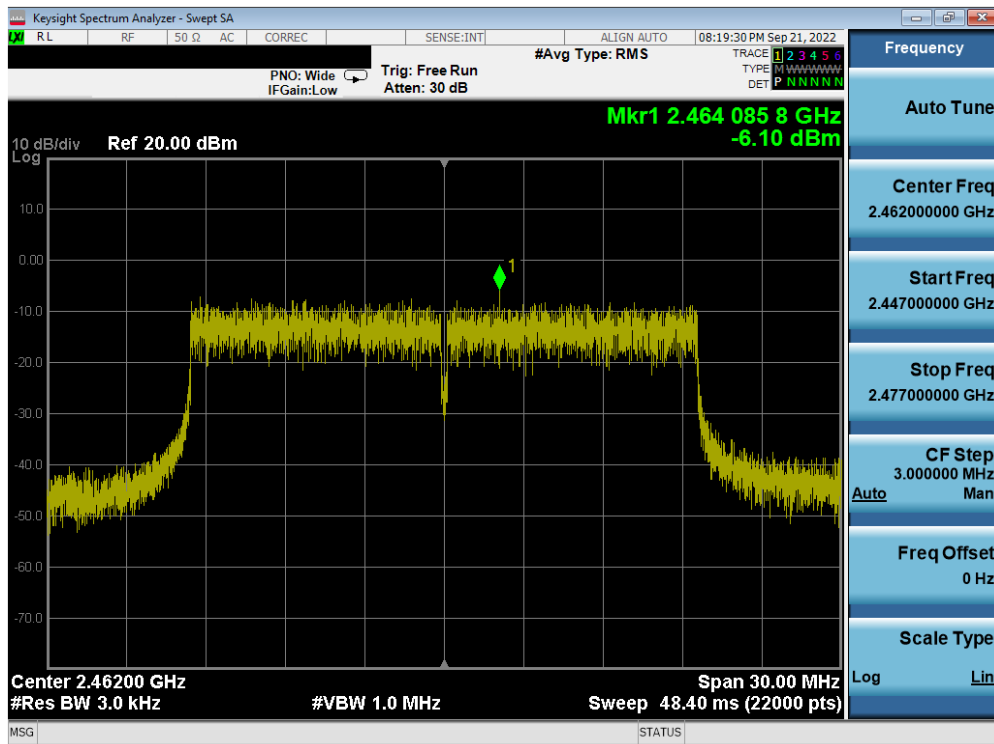 Keysight Spectrum Analyzer - Swept SA
LXI RL RF 50 Ω AC CORREC SENSE:INT ALIGN AUTO 08:19:30 PM Sep 21, 2022
#Avg Type: RMS
TRACE 1 2 3 4 5 6
TYPE M WWWWW
DET P N N N N N
PNO: Wide
IFGain:Low
Trig: Free Run
Atten: 30 dB
Mkr1 2.464 085 8 GHz
-6.10 dBm
10 dB/div
Log
Ref 20.00 dBm
10.0
0.00
-10.0
-20.0
-30.0
-40.0
-50.0
-60.0
-70.0
1
Center 2.46200 GHz
Span 30.00 MHz
#Res BW 3.0 kHz
#VBW 1.0 MHz
Sweep 48.40 ms (22000 pts)
MSG
STATUS
Frequency
Auto Tune
Center Freq
2.462000000 GHz
Start Freq
2.447000000 GHz
Stop Freq
2.477000000 GHz
CF Step
3.000000 MHz
Auto Man
Freq Offset
0 Hz
Scale Type
Log Lin